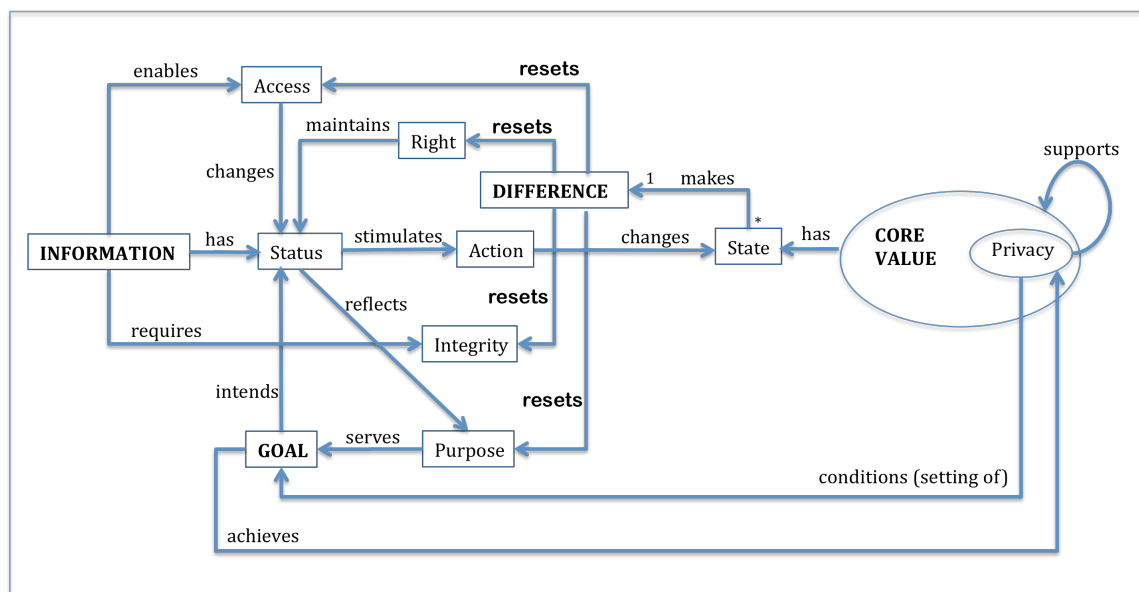 enables
Access
resets
maintains
Right
resets
supports
changes
DIFFERENCE
1
makes
*
INFORMATION
has
Status
stimulates
Action
changes
State
has
CORE
VALUE
Privacy
reflects
resets
requires
Integrity
intends
resets
GOAL
serves
Purpose
conditions (setting of)
achieves